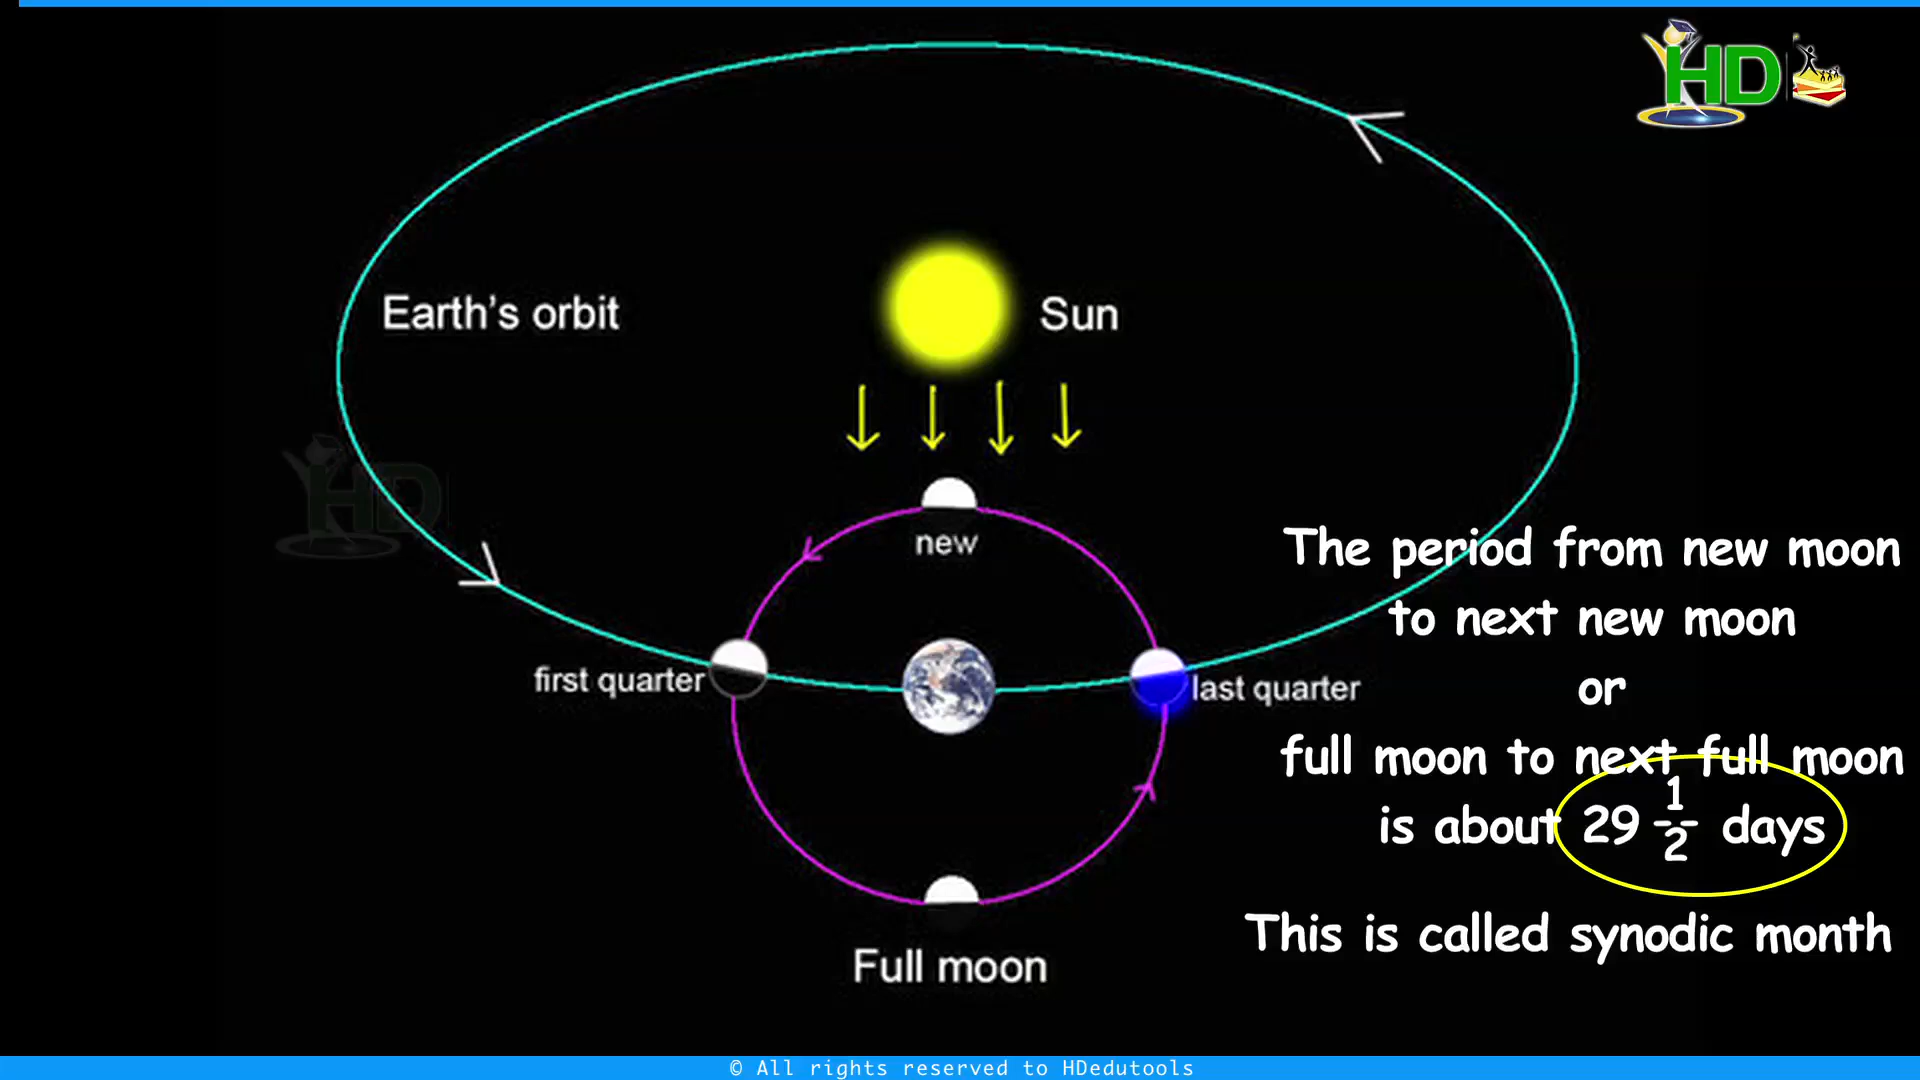 HD
Earth's orbit
Sun
HD
new
The period from new moon
to next new moon
or
first quarter
last quarter
full moon to next full moon
is about 29 1/2 days
This is called synodic month
Full moon
© All rights reserved to HDedutools